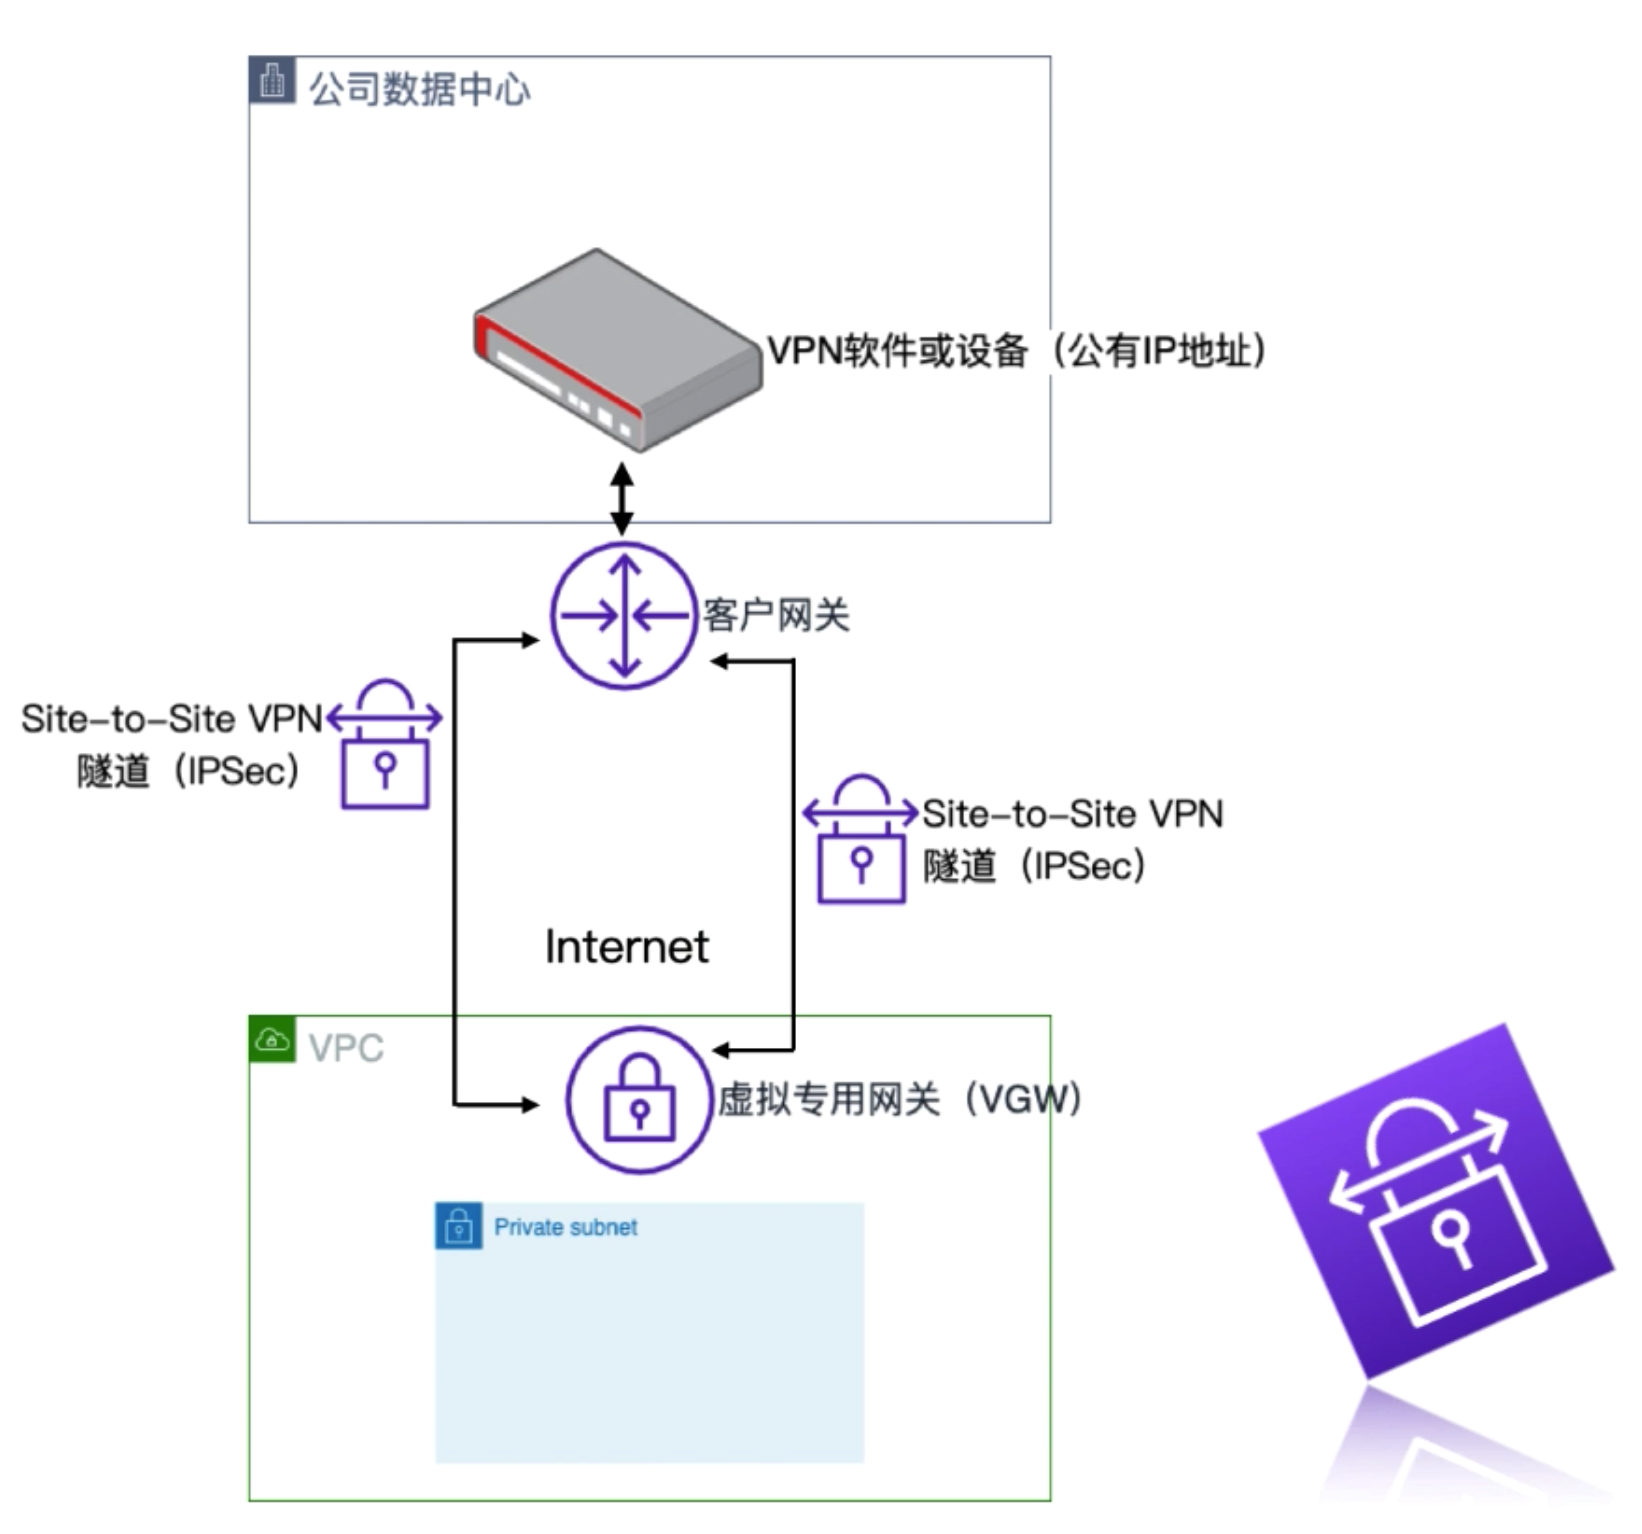 公司数据中心
VPN软件或设备（公有IP地址）
客户网关
Site-to-Site VPN
隧道（IPSec）
Site-to-Site VPN
隧道（IPSec）
Internet
VPC
虚拟专用网关（VGW）
Private subnet